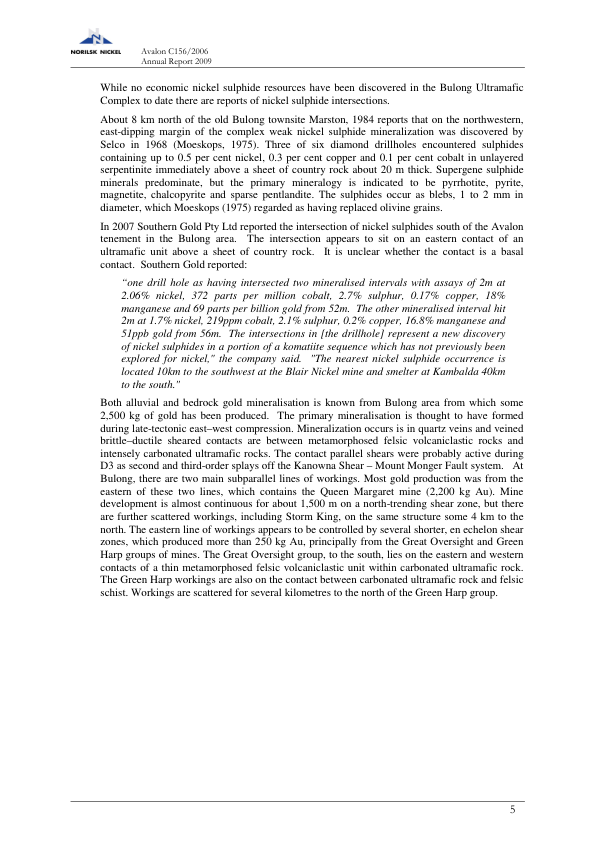 NORILSK NICKEL
Avalon C156/2006
Annual Report 2009
While no economic nickel sulphide resources have been discovered in the Bulong Ultramafic
Complex to date there are reports of nickel sulphide intersections.
About 8 km north of the old Bulong townsite Marston, 1984 reports that on the northwestern,
east-dipping margin of the complex weak nickel sulphide mineralization was discovered by
Selco in 1968 (Moeskops, 1975). Three of six diamond drillholes encountered sulphides
containing up to 0.5 per cent nickel, 0.3 per cent copper and 0.1 per cent cobalt in unlayered
serpentinite immediately above a sheet of country rock about 20 m thick. Supergene sulphide
minerals predominate, but the primary mineralogy is indicated to be pyrrhotite, pyrite,
magnetite, chalcopyrite and sparse pentlandite. The sulphides occur as blebs, 1 to 2 mm in
diameter, which Moeskops (1975) regarded as having replaced olivine grains.
In 2007 Southern Gold Pty Ltd reported the intersection of nickel sulphides south of the Avalon
tenement in the Bulong area. The intersection appears to sit on an eastern contact of an
ultramafic unit above a sheet of country rock. It is unclear whether the contact is a basal
contact. Southern Gold reported:
"one drill hole as having intersected two mineralised intervals with assays of 2m at
2.06% nickel, 372 parts per million cobalt, 2.7% sulphur, 0.17% copper, 18%
manganese and 69 parts per billion gold from 52m. The other mineralised interval hit
2m at 1.7% nickel, 219ppm cobalt, 2.1% sulphur, 0.2% copper, 16.8% manganese and
51ppb gold from 56m. The intersections in [the drillhole] represent a new discovery
of nickel sulphides in a portion of a komatiite sequence which has not previously been
explored for nickel," the company said. "The nearest nickel sulphide occurrence is
located 10km to the southwest at the Blair Nickel mine and smelter at Kambalda 40km
to the south."
Both alluvial and bedrock gold mineralisation is known from Bulong area from which some
2,500 kg of gold has been produced. The primary mineralisation is thought to have formed
during late-tectonic east–west compression. Mineralization occurs is in quartz veins and veined
brittle–ductile sheared contacts are between metamorphosed felsic volcaniclastic rocks and
intensely carbonated ultramafic rocks. The contact parallel shears were probably active during
D3 as second and third-order splays off the Kanowna Shear – Mount Monger Fault system. At
Bulong, there are two main subparallel lines of workings. Most gold production was from the
eastern of these two lines, which contains the Queen Margaret mine (2,200 kg Au). Mine
development is almost continuous for about 1,500 m on a north-trending shear zone, but there
are further scattered workings, including Storm King, on the same structure some 4 km to the
north. The eastern line of workings appears to be controlled by several shorter, en echelon shear
zones, which produced more than 250 kg Au, principally from the Great Oversight and Green
Harp groups of mines. The Great Oversight group, to the south, lies on the eastern and western
contacts of a thin metamorphosed felsic volcaniclastic unit within carbonated ultramafic rock.
The Green Harp workings are also on the contact between carbonated ultramafic rock and felsic
schist. Workings are scattered for several kilometres to the north of the Green Harp group.
5